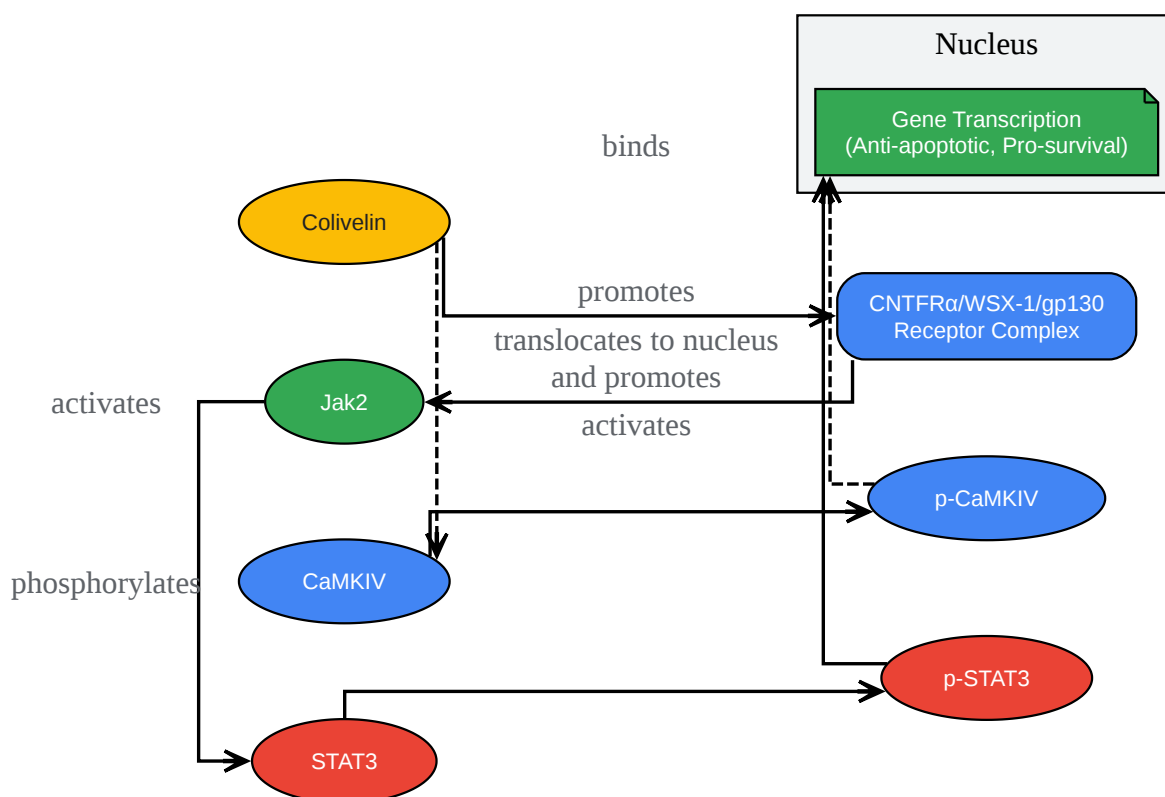 Nucleus
Gene Transcription
(Anti-apoptotic, Pro-survival)
binds
Colivelin
promotes
CNTFRα/WSX-1/gp130
Receptor Complex
translocates to nucleus
and promotes
activates
Jak2
activates
p-CaMKIV
phosphorylates
CaMKIV
p-STAT3
STAT3